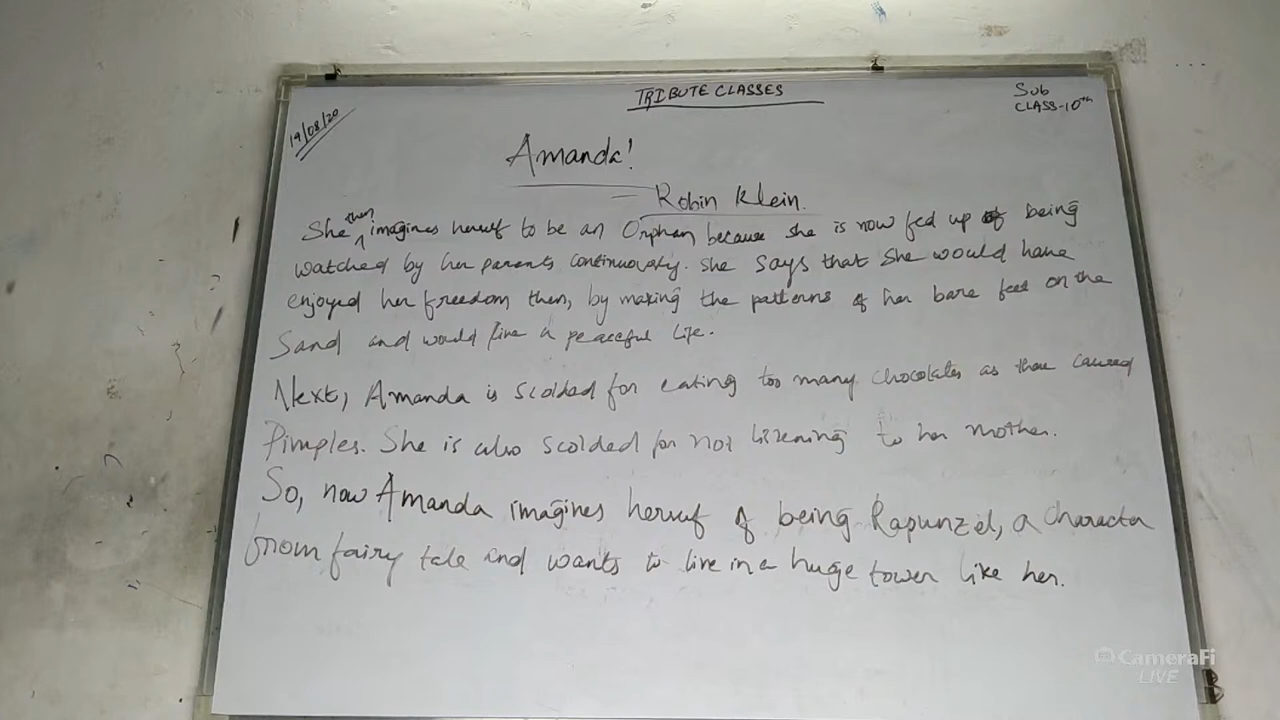 TRIBUTE CLASSES
Sub
CLASS-10th
19/08/20
Amanda!
— Robin Klein.
She then imagines herself to be an Orphan because she is now fed up of being
watched by her parents continuously. She says that she would have
enjoyed her freedom then, by making the patterns of her bare feet on the
Sand and would live a peaceful life.
Next, Amanda is scolded for eating too many chocolates as these caused
Pimples. She is also scolded for not listening to her mother.
So, now Amanda imagines herself of being Rapunzel, a character
from fairy tale and wants to live in a huge tower like her.
CameraFi
LIVE